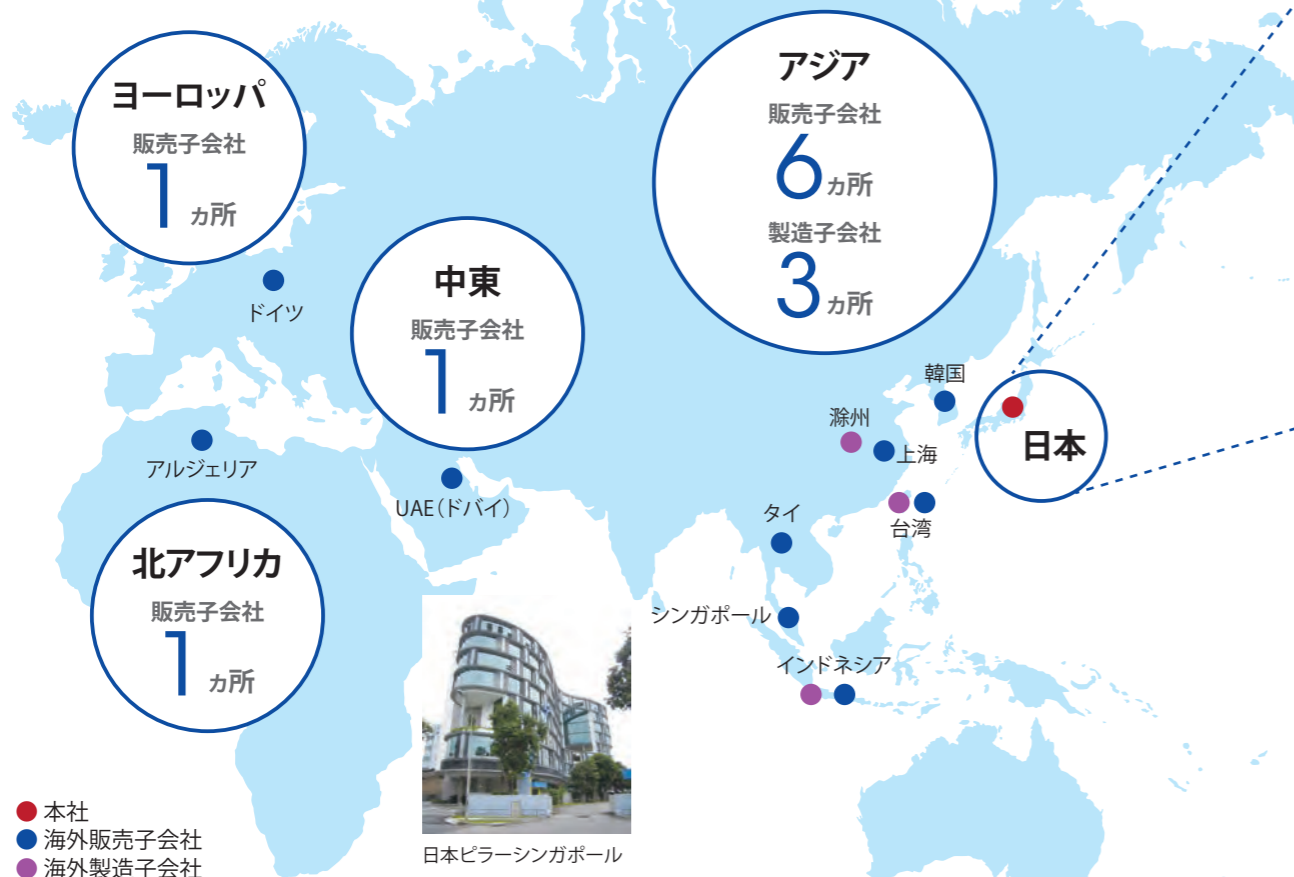 ヨーロッパ
販売子会社
1ヵ所
アジア
販売子会社
6ヵ所
製造子会社
3ヵ所
中東
販売子会社
1ヵ所
ドイツ
韓国
滁州
上海
日本
アルジェリア
UAE（ドバイ）
台湾
タイ
北アフリカ
販売子会社
1ヵ所
シンガポール
インドネシア
本社
海外販売子会社
海外製造子会社
日本ピラーシンガポール